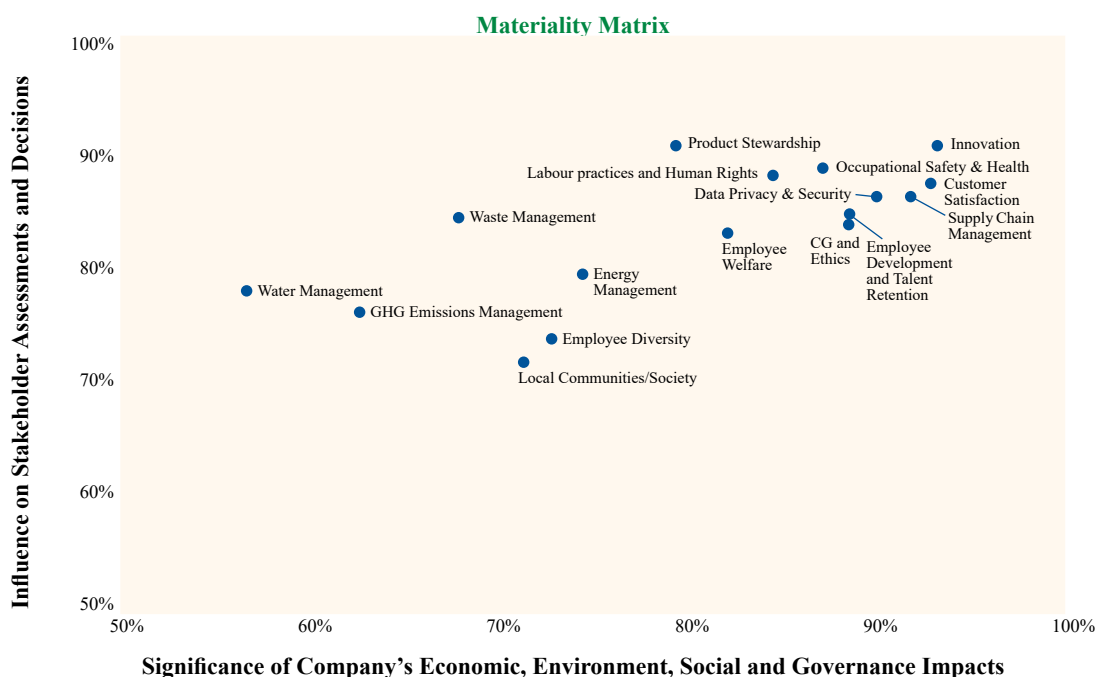 Materiality Matrix
Influence on Stakeholder Assessments and Decisions
100%
90%
80%
70%
60%
50%
Product Stewardship
Innovation
Labour practices and Human Rights
Occupational Safety & Health
Data Privacy & Security
Customer
Satisfaction
Supply Chain
Management
Waste Management
Employee
Welfare
CG and
Ethics
Employee
Development
and Talent
Retention
Energy
Management
Water Management
GHG Emissions Management
Employee Diversity
Local Communities/Society
50%
60%
70%
80%
90%
100%
Significance of Company’s Economic, Environment, Social and Governance Impacts